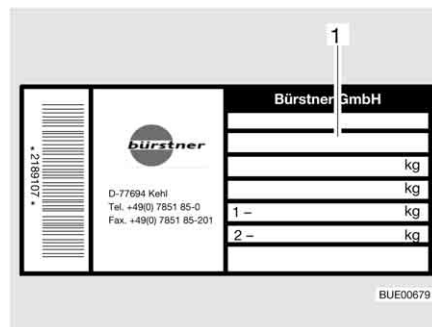 1
Bürstner GmbH
*2189107*
bürstner
D-77694 Kehl
Tel. +49(0) 7851 85-0
Fax. +49(0) 7851 85-201
kg
kg
1 – kg
2 – kg
BUE00679